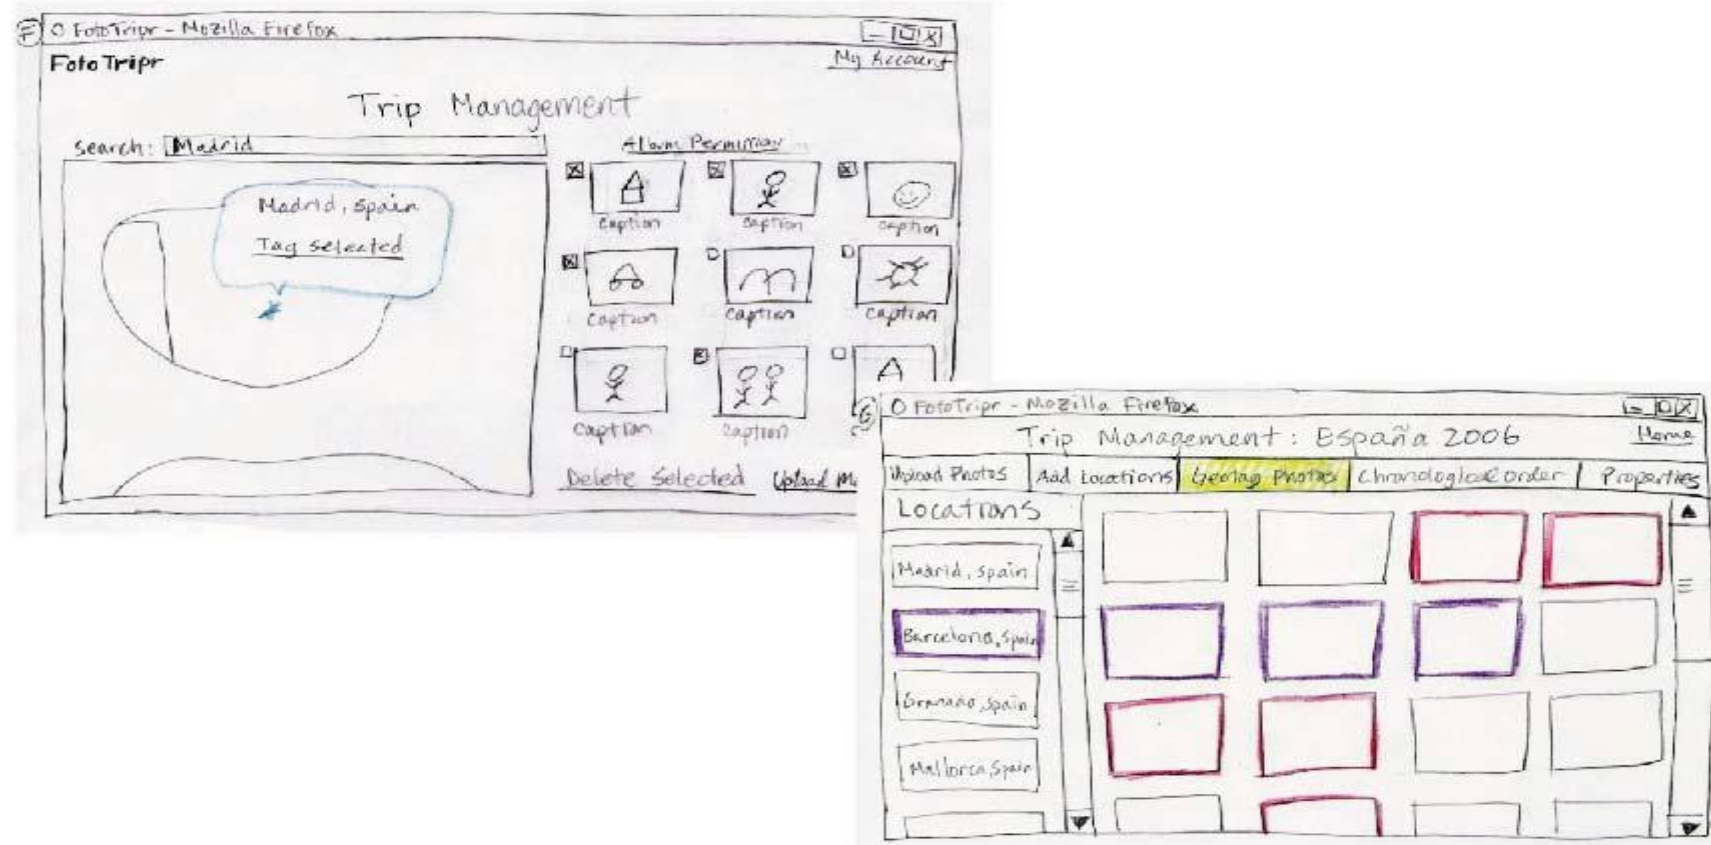 F
FotoTripr - Mozilla Firefox
FotoTripr
My Account
Trip Management
Search: Madrid
Madrid, Spain
Tag selected
Album Permission
caption caption caption
caption caption caption
caption caption
Delete selected Upload
G
FotoTripr - Mozilla Firefox
Trip Management: España 2006
Home
Upload Photos Add Locations Geotag Photos Chronological order Properties
Locations
Madrid, Spain
Barcelona, Spain
Granada, Spain
Mallorca, Spain